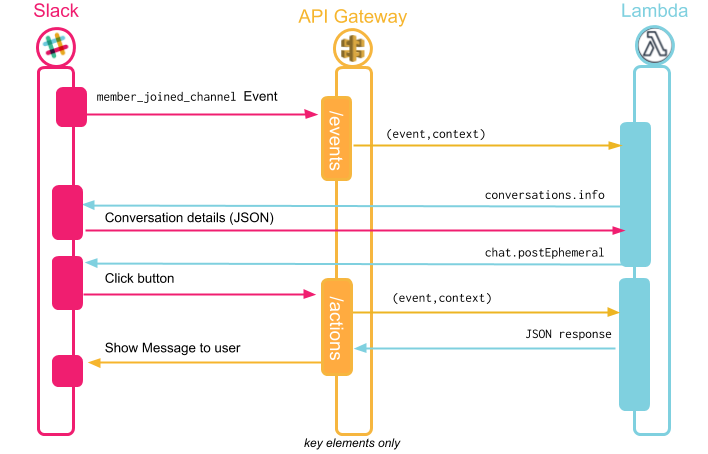 Slack
API Gateway
Lambda
member_joined_channel Event
/events
(event,context)
conversations.info
Conversation details (JSON)
chat.postEphemeral
Click button
/actions
(event,context)
JSON response
Show Message to user
key elements only